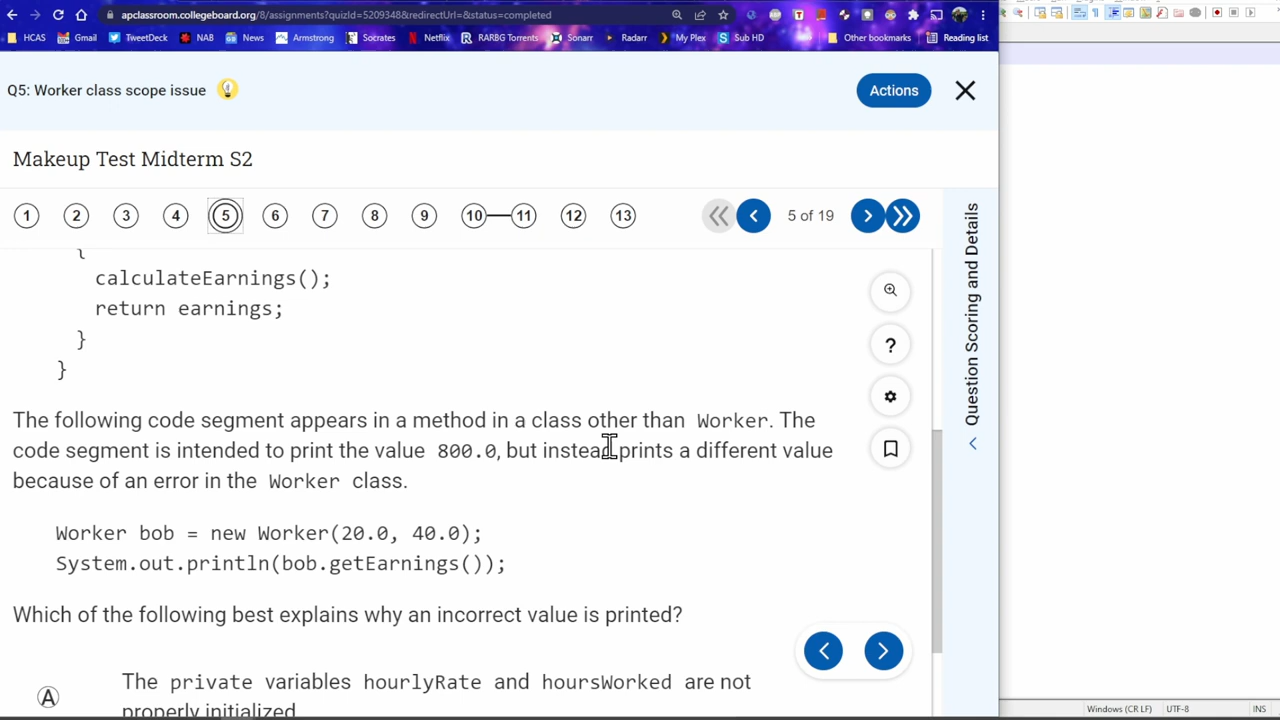 apclassroom.collegeboard.org/8/assignments?quizId=5209348&redirectUrl=&status=completed
HCAS Gmail TweetDeck NAB News Armstrong Socrates Netflix RARBG Torrents Sonarr Radarr My Plex Sub HD Other bookmarks Reading list
Q5: Worker class scope issue
Actions
Makeup Test Midterm S2
1 2 3 4 5 6 7 8 9 10 11 12 13 5 of 19
Question Scoring and Details
{
calculateEarnings();
return earnings;
}
}
The following code segment appears in a method in a class other than Worker. The
code segment is intended to print the value 800.0, but instead prints a different value
because of an error in the Worker class.
Worker bob = new Worker(20.0, 40.0);
System.out.println(bob.getEarnings());
Which of the following best explains why an incorrect value is printed?
A The private variables hourlyRate and hoursWorked are not
properly initialized
?
Windows (CR LF) UTF-8 INS